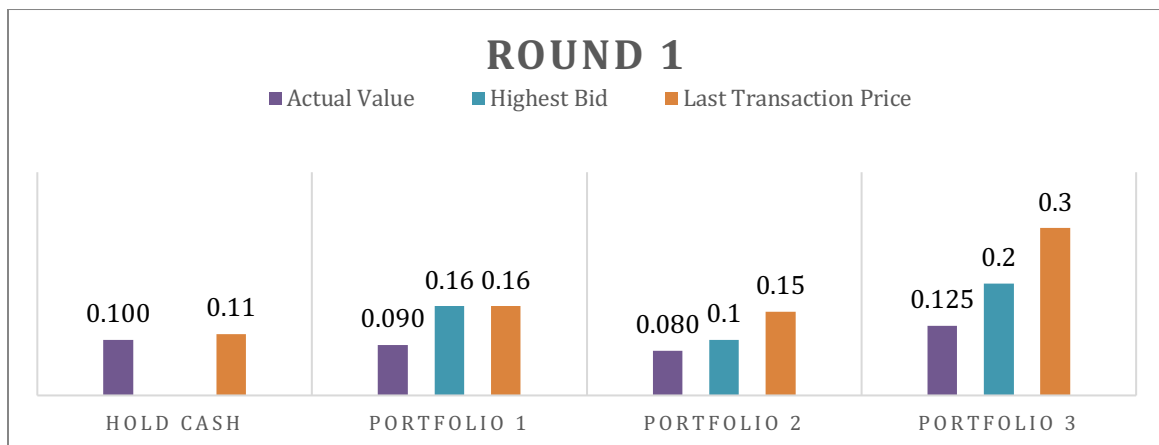 ROUND 1
Actual Value Highest Bid Last Transaction Price
0.3
0.2
0.16 0.16 0.15
0.100 0.11 0.090 0.080 0.1 0.125
HOLD CASH PORTFOLIO 1 PORTFOLIO 2 PORTFOLIO 3